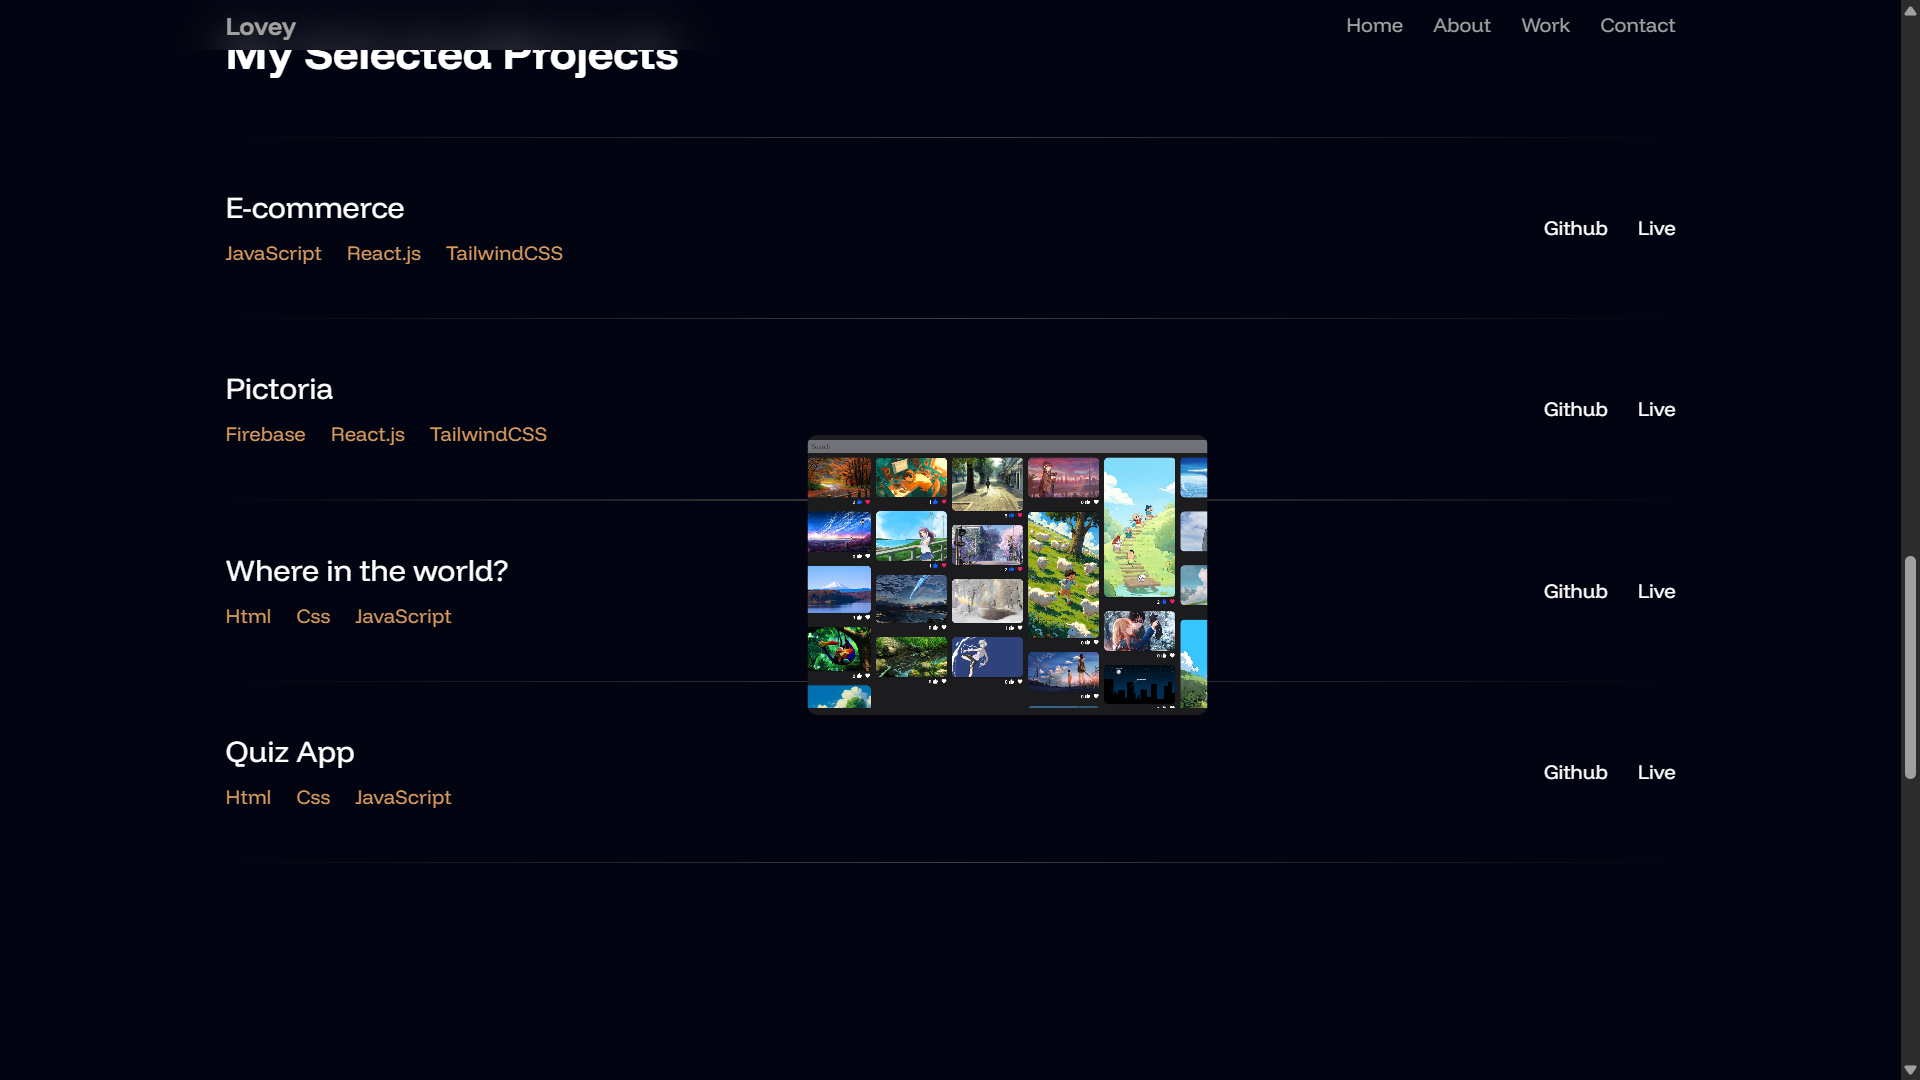 Lovey
Home About Work Contact
My Selected Projects
E-commerce
JavaScript React.js TailwindCSS
Github Live
Pictoria
Firebase React.js TailwindCSS
Github Live
Search
Where in the world?
Html Css JavaScript
Github Live
Quiz App
Html Css JavaScript
Github Live